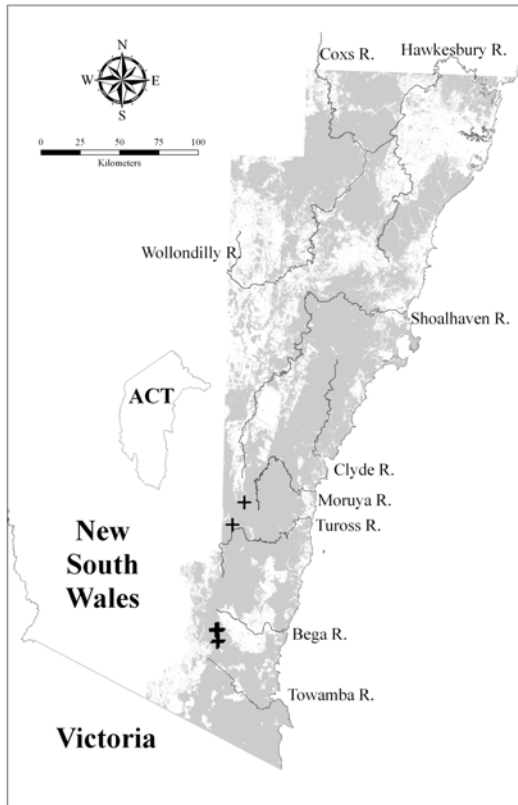 Coxs R.
Hawkesbury R.
N
W E
S
0 25 50 75 100
Kilometers
Wollondilly R.
Shoalhaven R.
ACT
Clyde R.
Moruya R.
Tuross R.
New
South
Wales
Bega R.
Towamba R.
Victoria